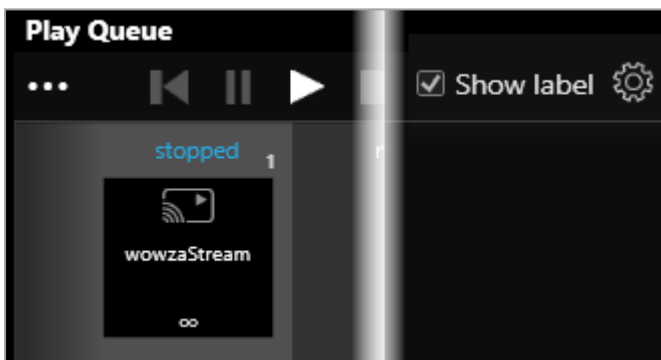 Play Queue
••• Show label
stopped 1
wowzaStream
∞